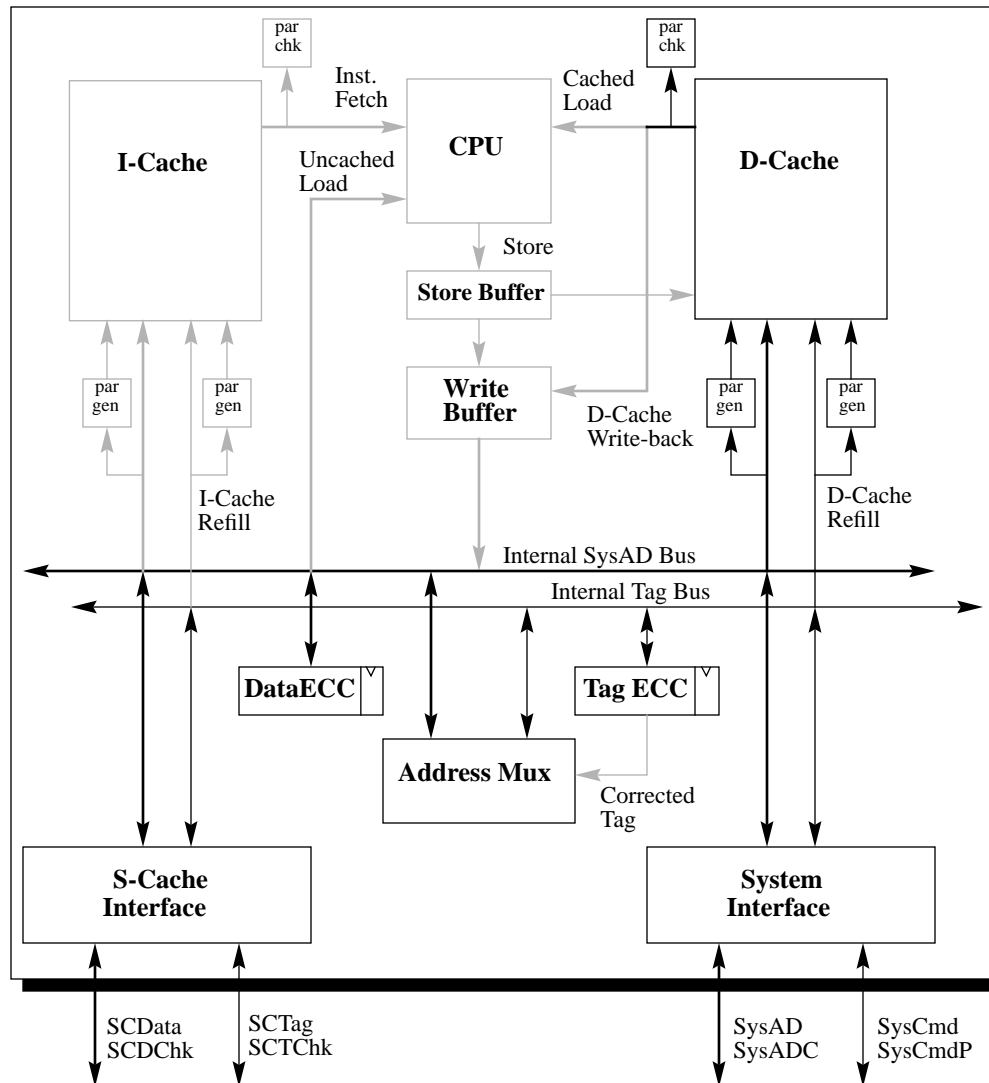 par
chk
par
chk
Inst.
Fetch
Cached
Load
I-Cache
CPU
D-Cache
Uncached
Load
Store
Store Buffer
par
gen
par
gen
Write
Buffer
par
gen
par
gen
D-Cache
Write-back
I-Cache
Refill
D-Cache
Refill
Internal SysAD Bus
Internal Tag Bus
DataECC
Tag ECC
Address Mux
Corrected
Tag
S-Cache
Interface
System
Interface
SCData
SCDChk
SCTag
SCTChk
SysAD
SysADC
SysCmd
SysCmdP